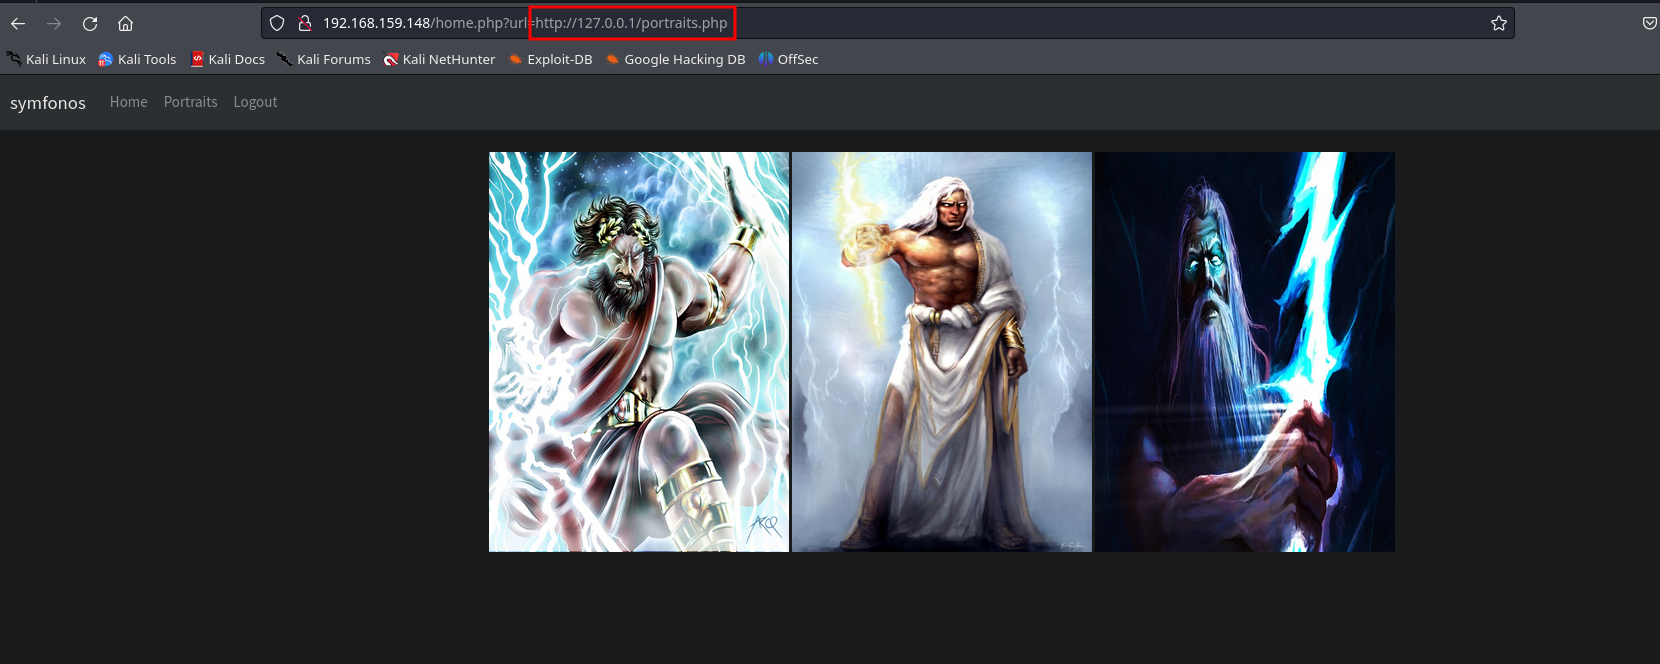 192.168.159.148/home.php?url=http://127.0.0.1/portraits.php
Kali Linux Kali Tools Kali Docs Kali Forums Kali NetHunter Exploit-DB Google Hacking DB OffSec
symfonos Home Portraits Logout